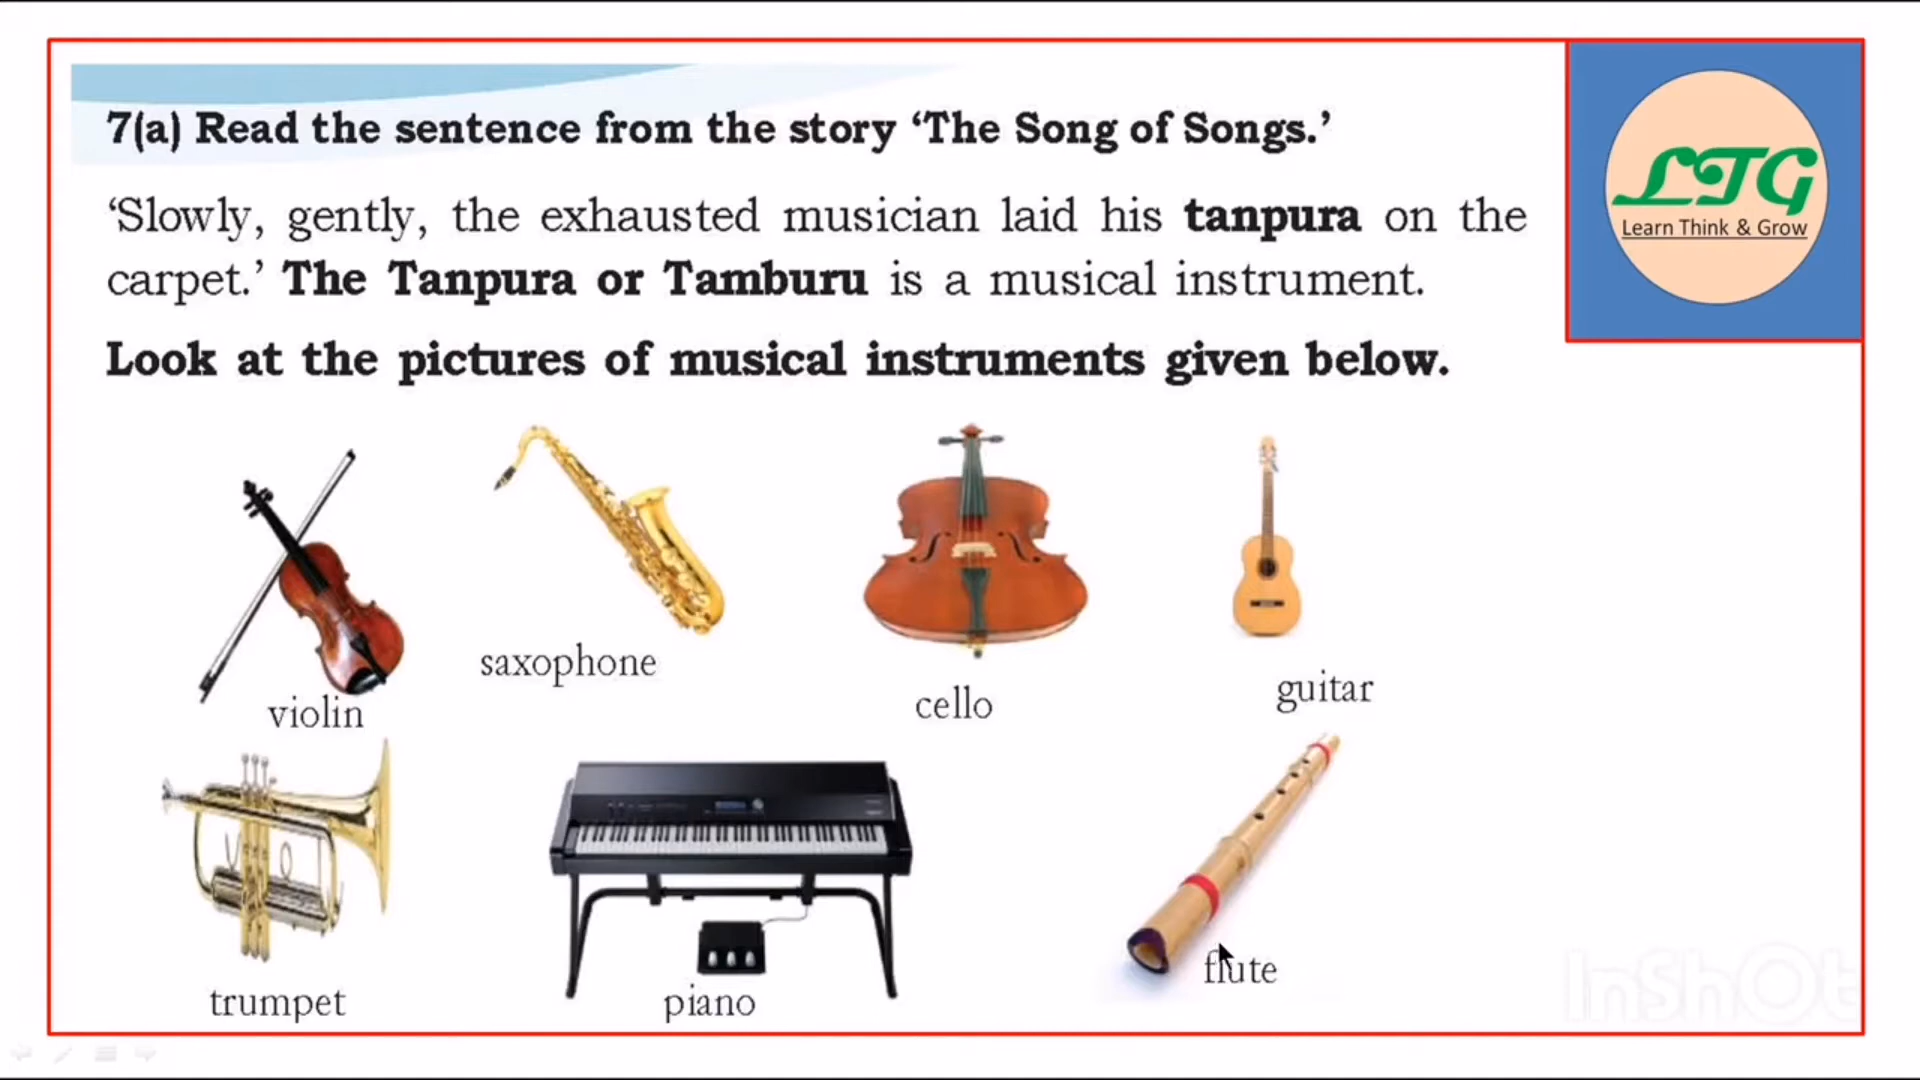 7(a) Read the sentence from the story ‘The Song of Songs.’
‘Slowly, gently, the exhausted musician laid his tanpura on the
carpet.’ The Tanpura or Tamburu is a musical instrument.
Look at the pictures of musical instruments given below.
LTG
Learn Think & Grow
violin
saxophone
cello
guitar
trumpet
piano
flute
InShOt